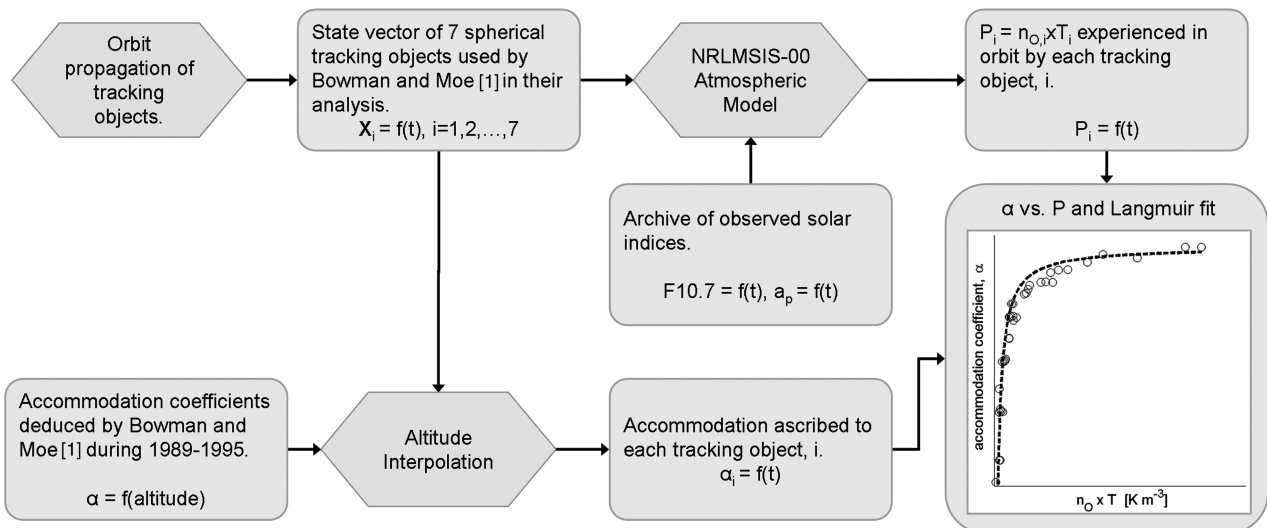 Orbit
propagation of
tracking
objects.
State vector of 7 spherical
tracking objects used by
Bowman and Moe [1] in their
analysis.
Xᵢ = f(t), i=1,2,…,7
NRLMSIS-00
Atmospheric
Model
Pᵢ = n_O,ᵢxTᵢ experienced in
orbit by each tracking
object, i.
Pᵢ = f(t)
Archive of observed solar
indices.
F10.7 = f(t), aₚ = f(t)
α vs. P and Langmuir fit
accommodation coefficient, α
n_O x T [K m⁻³]
Accommodation coefficients
deduced by Bowman and
Moe [1] during 1989-1995.
α = f(altitude)
Altitude
Interpolation
Accommodation ascribed to
each tracking object, i.
αᵢ = f(t)